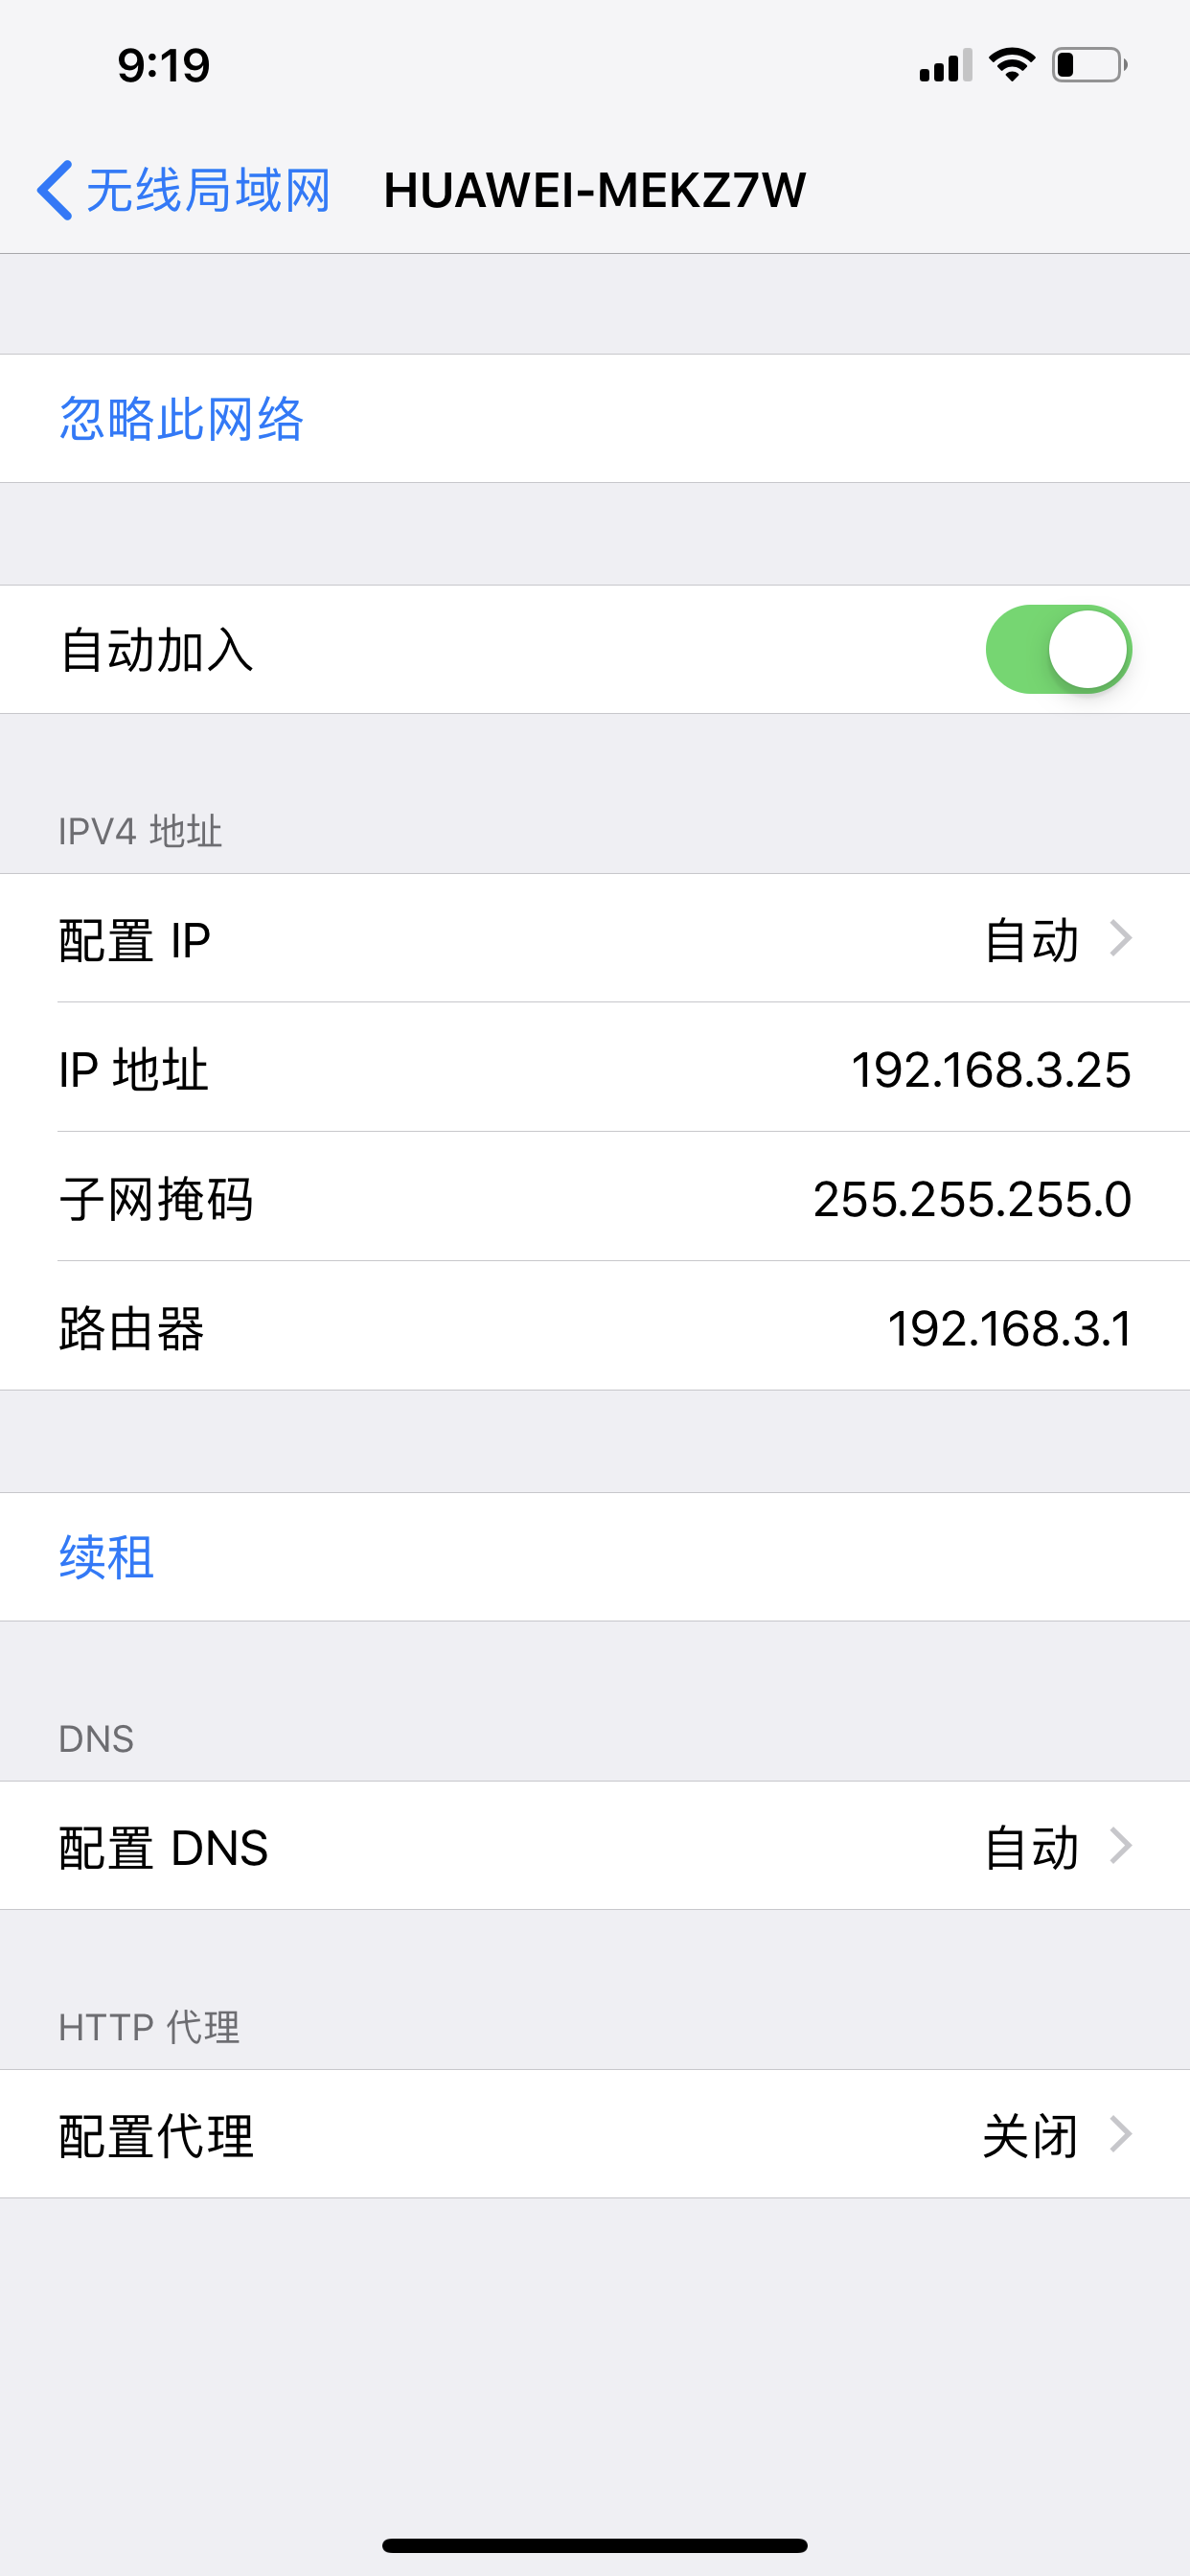 9:19
无线局域网 HUAWEI-MEKZ7W
忽略此网络
自动加入
IPV4 地址
配置 IP 自动
IP 地址 192.168.3.25
子网掩码 255.255.255.0
路由器 192.168.3.1
续租
DNS
配置 DNS 自动
HTTP 代理
配置代理 关闭